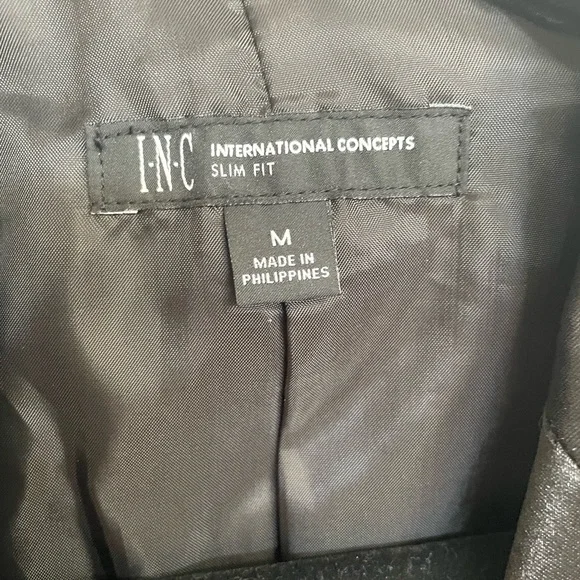 I·N·C INTERNATIONAL CONCEPTS
SLIM FIT
M
MADE IN
PHILIPPINES